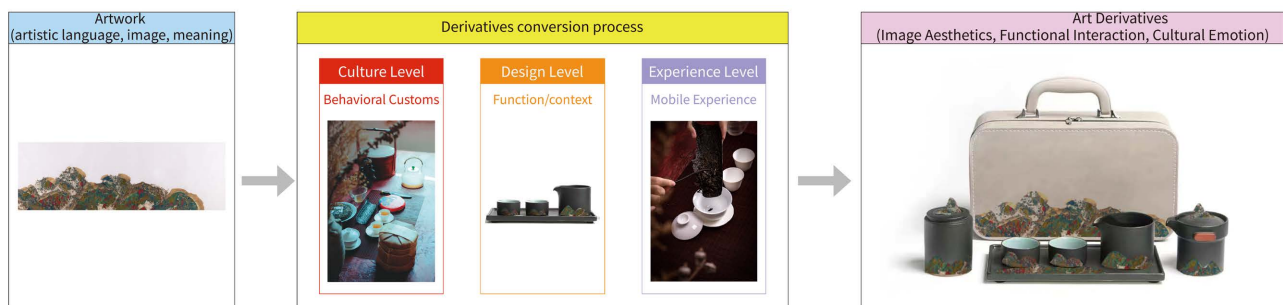 Artwork
(artistic language, image, meaning)
Derivatives conversion process
Culture Level
Behavioral Customs
Design Level
Function/context
Experience Level
Mobile Experience
Art Derivatives
(Image Aesthetics, Functional Interaction, Cultural Emotion)